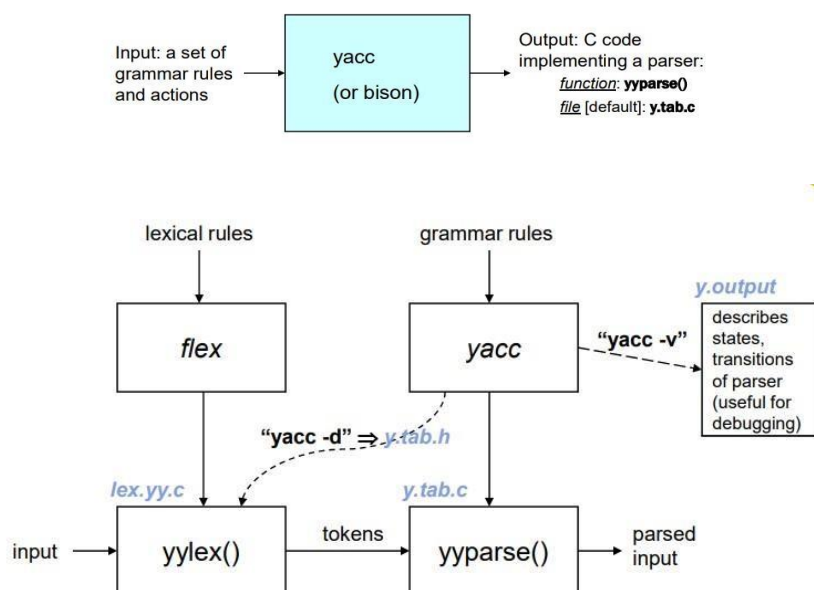 Input: a set of
grammar rules
and actions
yacc
(or bison)
Output: C code
implementing a parser:
function: yyparse()
file [default]: y.tab.c
lexical rules
grammar rules
y.output
flex
yacc
"yacc -v"
describes
states,
transitions
of parser
(useful for
debugging)
"yacc -d" ⇒ y.tab.h
lex.yy.c
y.tab.c
input
yylex()
tokens
yyparse()
parsed
input